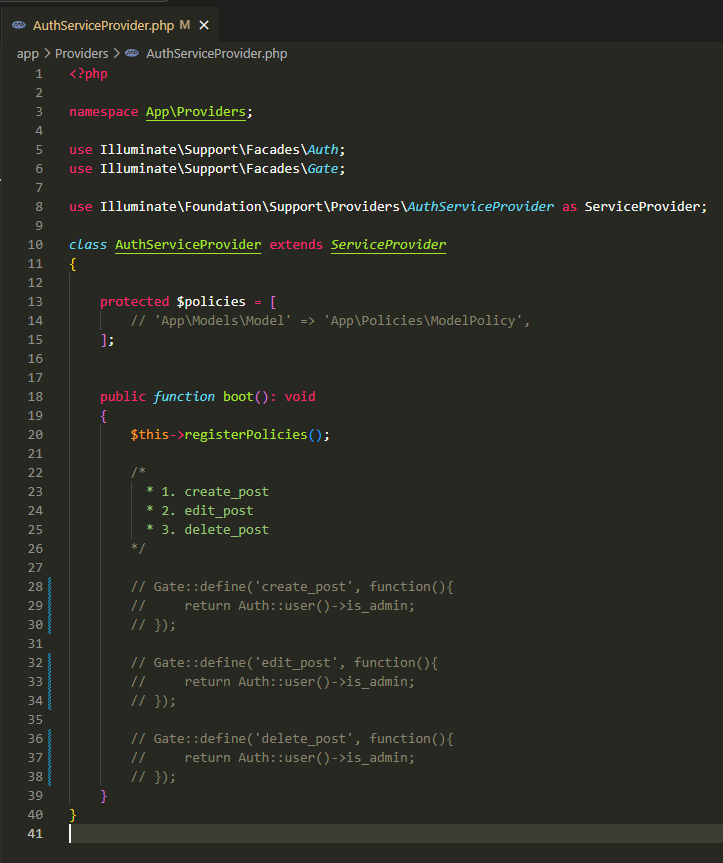 AuthServiceProvider.php M ×
app > Providers > AuthServiceProvider.php
1 <?php
2
3 namespace App\Providers;
4
5 use Illuminate\Support\Facades\Auth;
6 use Illuminate\Support\Facades\Gate;
7
8 use Illuminate\Foundation\Support\Providers\AuthServiceProvider as ServiceProvider;
9
10 class AuthServiceProvider extends ServiceProvider
11 {
12
13     protected $policies = [
14         // 'App\Models\Model' => 'App\Policies\ModelPolicy',
15     ];
16
17
18     public function boot(): void
19     {
20         $this->registerPolicies();
21
22         /*
23           * 1. create_post
24           * 2. edit_post
25           * 3. delete_post
26         */
27
28         // Gate::define('create_post', function(){
29         //     return Auth::user()->is_admin;
30         // });
31
32         // Gate::define('edit_post', function(){
33         //     return Auth::user()->is_admin;
34         // });
35
36         // Gate::define('delete_post', function(){
37         //     return Auth::user()->is_admin;
38         // });
39     }
40 }
41